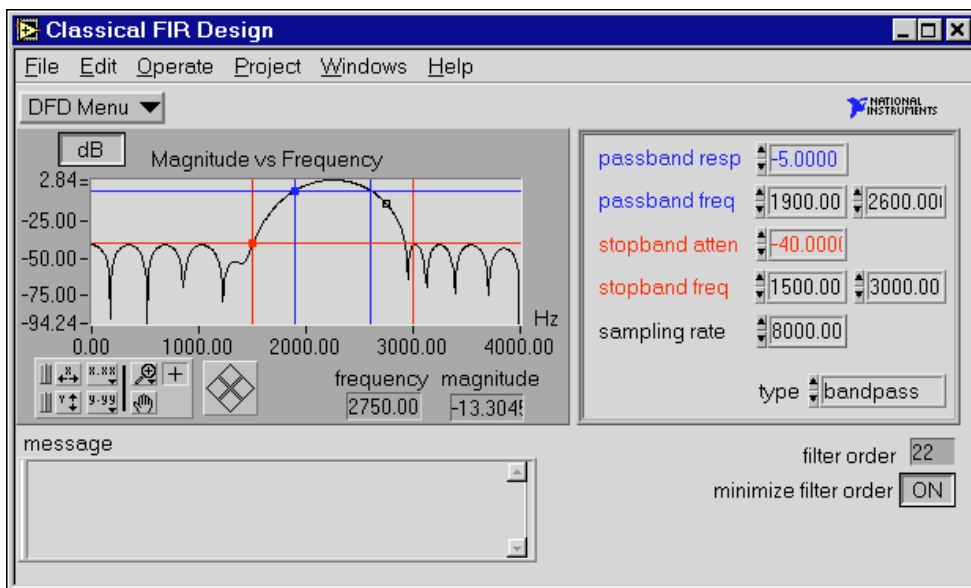 Classical FIR Design
File Edit Operate Project Windows Help
DFD Menu
NATIONAL
INSTRUMENTS
dB
Magnitude vs Frequency
2.84
-25.00
-50.00
-75.00
-94.24
Hz
0.00 1000.00 2000.00 3000.00 4000.00
frequency magnitude
2750.00 -13.304
passband resp -5.0000
passband freq 1900.00 2600.00
stopband atten -40.000
stopband freq 1500.00 3000.00
sampling rate 8000.00
type bandpass
message
filter order 22
minimize filter order ON